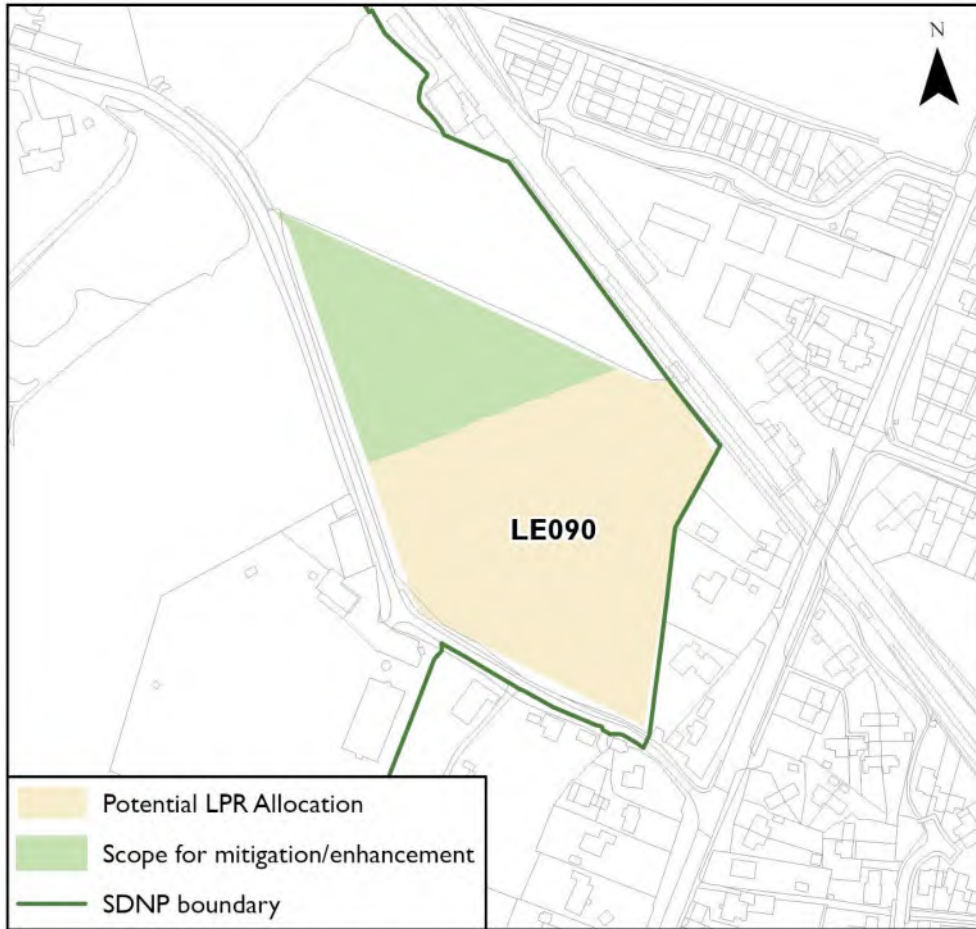 N
LE090
Potential LPR Allocation
Scope for mitigation/enhancement
SDNP boundary